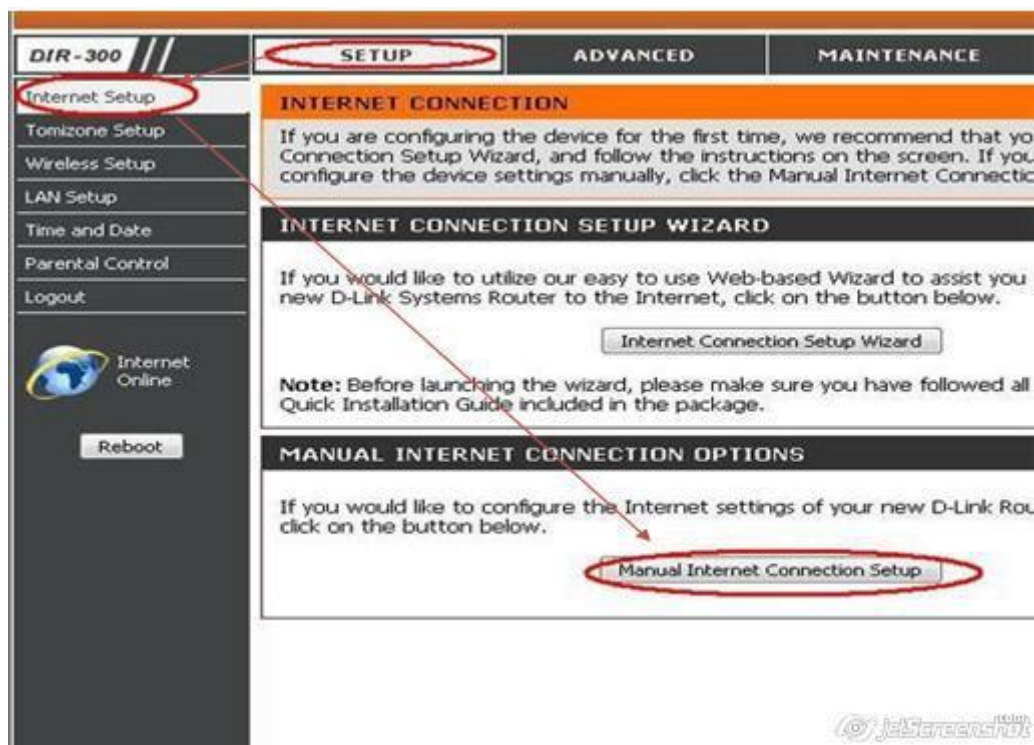 DIR-300
SETUP
ADVANCED
MAINTENANCE
Internet Setup
Tomizone Setup
Wireless Setup
LAN Setup
Time and Date
Parental Control
Logout
Internet
Online
Reboot
INTERNET CONNECTION
If you are configuring the device for the first time, we recommend that yo
Connection Setup Wizard, and follow the instructions on the screen. If you
configure the device settings manually, click the Manual Internet Connectio
INTERNET CONNECTION SETUP WIZARD
If you would like to utilize our easy to use Web-based Wizard to assist you
new D-Link Systems Router to the Internet, click on the button below.
Internet Connection Setup Wizard
Note: Before launching the wizard, please make sure you have followed all
Quick Installation Guide included in the package.
MANUAL INTERNET CONNECTION OPTIONS
If you would like to configure the Internet settings of your new D-Link Rou
click on the button below.
Manual Internet Connection Setup
jetScreenshot.com